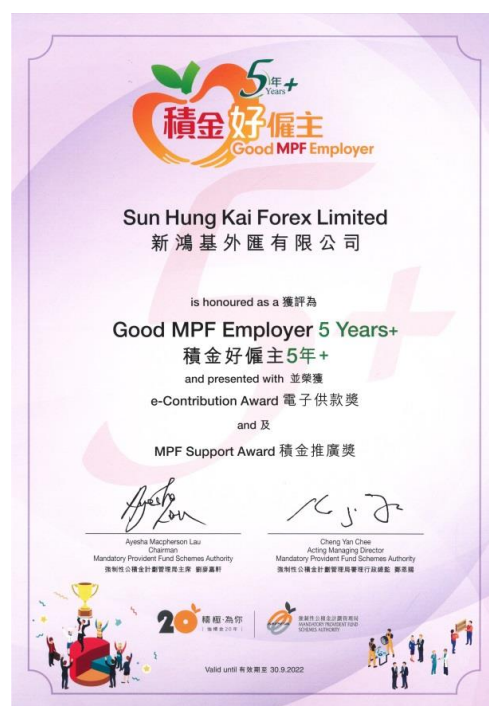 5年+
Years
積金好僱主
Good MPF Employer
Sun Hung Kai Forex Limited
新鴻基外匯有限公司
is honoured as a 獲評為
Good MPF Employer 5 Years+
積金好僱主5年+
and presented with 並榮獲
e-Contribution Award 電子供款獎
and 及
MPF Support Award 積金推廣獎
Ayesha Macpherson Lau
Chairman
Mandatory Provident Fund Schemes Authority
強制性公積金計劃管理局主席 劉麥嘉軒
Cheng Yan Chee
Acting Managing Director
Mandatory Provident Fund Schemes Authority
強制性公積金計劃管理局署理行政總監 鄭恩賜
20 積極·為你
強制性公積金計劃管理局
MANDATORY PROVIDENT FUND
SCHEMES AUTHORITY
Valid until 有效期至 30.9.2022